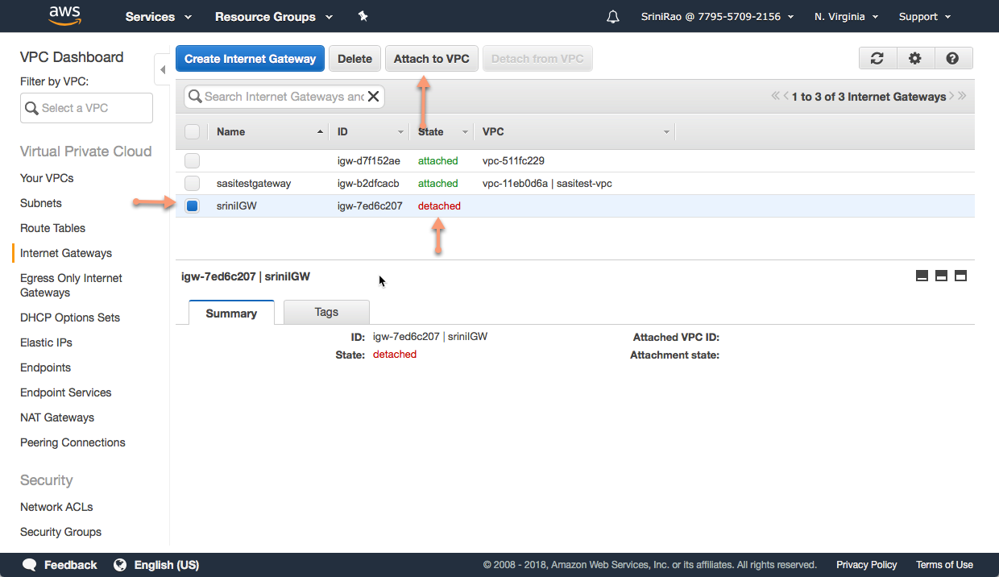 aws Services Resource Groups SriniRao @ 7795-5709-2156 N. Virginia Support
VPC Dashboard
Filter by VPC:
Select a VPC
Virtual Private Cloud
Your VPCs
Subnets
Route Tables
Internet Gateways
Egress Only Internet
Gateways
DHCP Options Sets
Elastic IPs
Endpoints
Endpoint Services
NAT Gateways
Peering Connections
Security
Network ACLs
Security Groups
Create Internet Gateway Delete Attach to VPC Detach from VPC
Search Internet Gateways and 1 to 3 of 3 Internet Gateways
Name ID State VPC
igw-d7f152ae attached vpc-511fc229
sasitestgateway igw-b2dfcacb attached vpc-11eb0d6a | sasitest-vpc
sriniIGW igw-7ed6c207 detached
igw-7ed6c207 | sriniIGW
Summary Tags
ID: igw-7ed6c207 | sriniIGW Attached VPC ID:
State: detached Attachment state:
Feedback English (US) © 2008 - 2018, Amazon Web Services, Inc. or its affiliates. All rights reserved. Privacy Policy Terms of Use